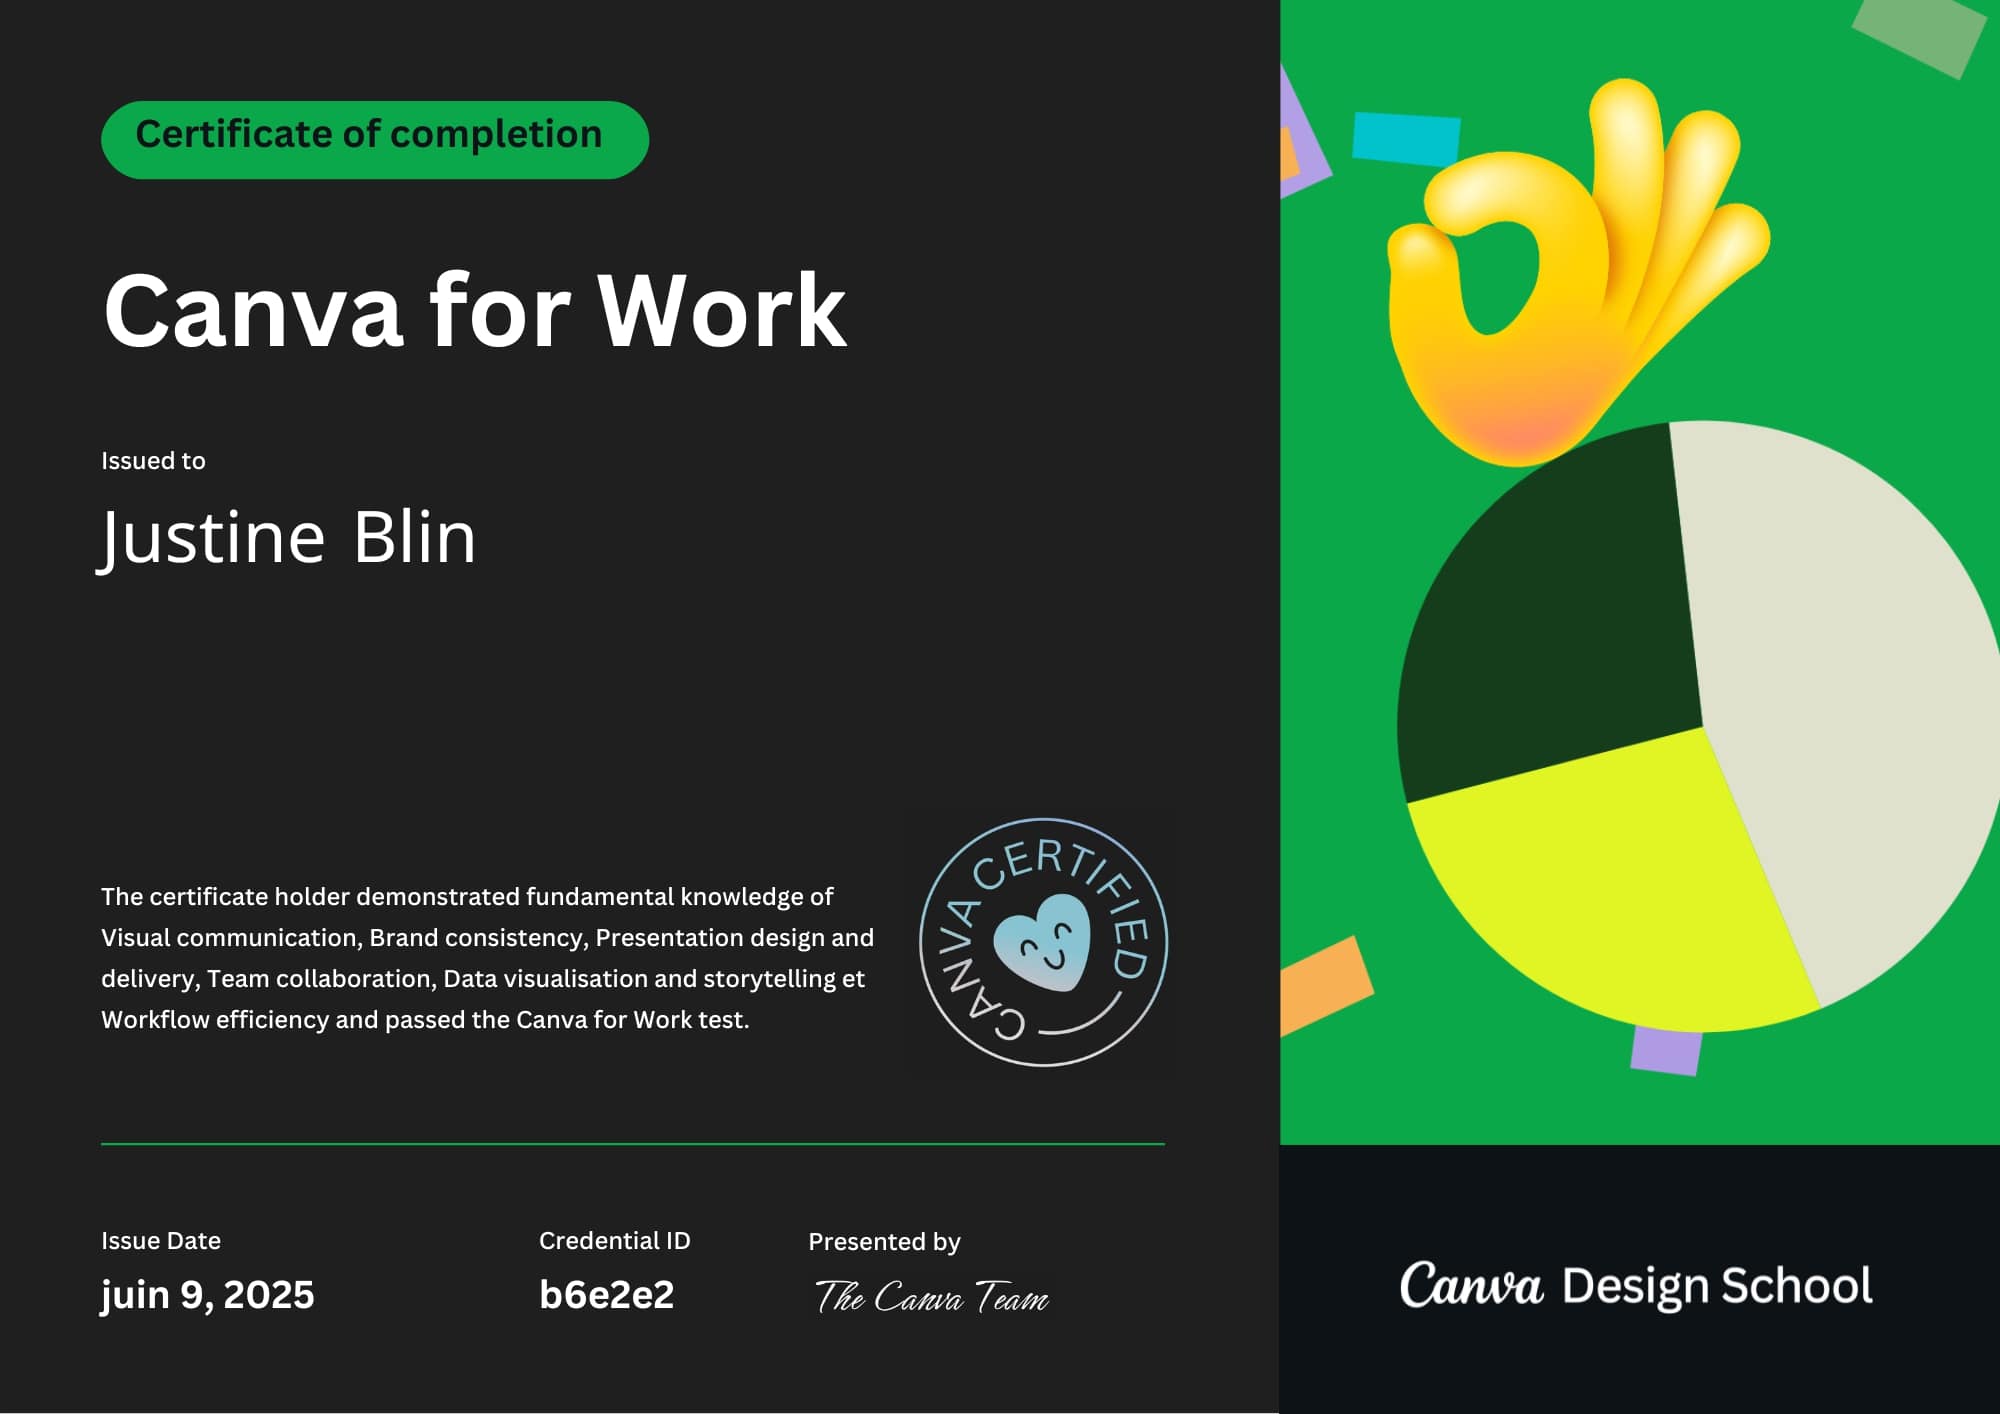 Certificate of completion
Canva for Work
Issued to
Justine Blin
The certificate holder demonstrated fundamental knowledge of
Visual communication, Brand consistency, Presentation design and
delivery, Team collaboration, Data visualisation and storytelling et
Workflow efficiency and passed the Canva for Work test.
CANVA CERTIFIED
Issue Date
juin 9, 2025
Credential ID
b6e2e2
Presented by
The Canva Team
Canva Design School